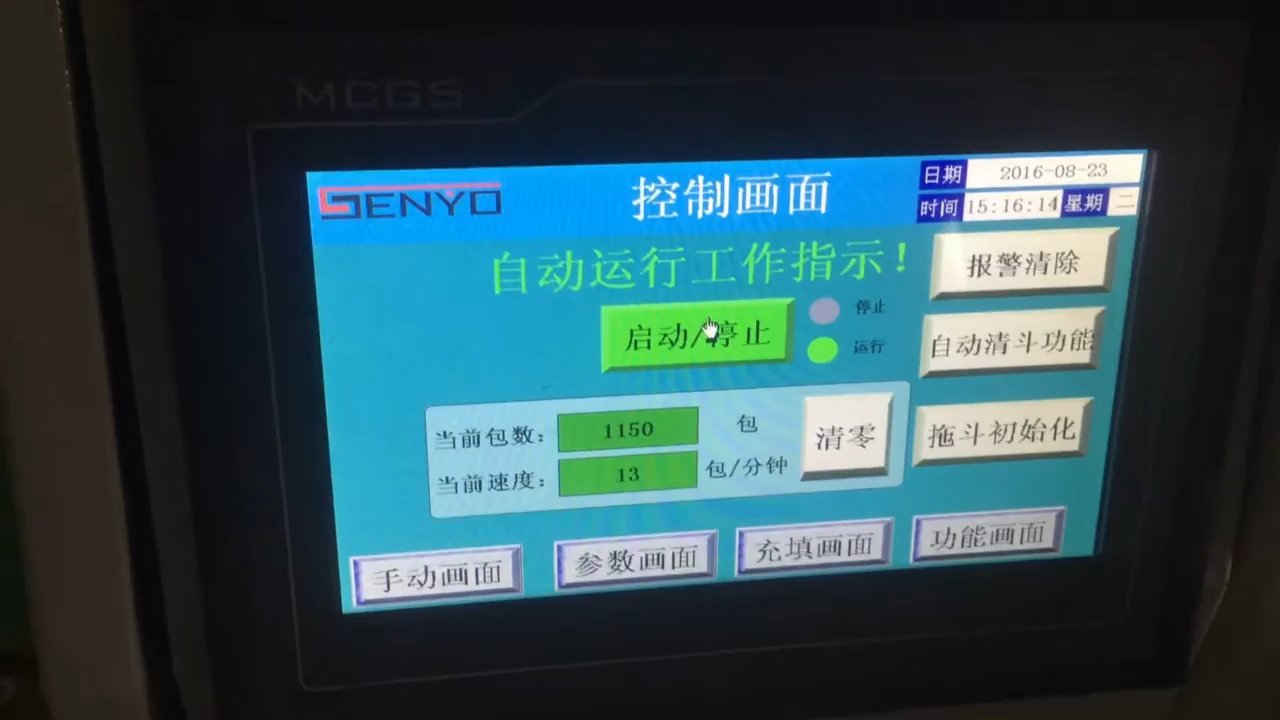 MCGS
SENYO
控制画面
日期 2016-08-23
时间 15:16:14 星期 二
自动运行工作指示!
报警清除
启动/停止
停止
运行
自动清斗功能
当前包数: 1150 包
清零
拖斗初始化
当前速度: 13 包/分钟
手动画面
参数画面
充填画面
功能画面